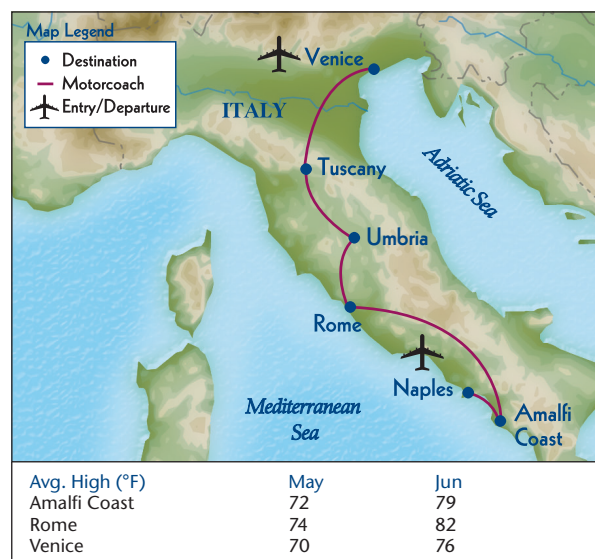 Map Legend
Destination
Motorcoach
Entry/Departure
Venice
ITALY
Tuscany
Adriatic Sea
Umbria
Rome
Naples
Mediterranean
Sea
Amalfi
Coast
Avg. High (°F) May Jun
Amalfi Coast 72 79
Rome 74 82
Venice 70 76